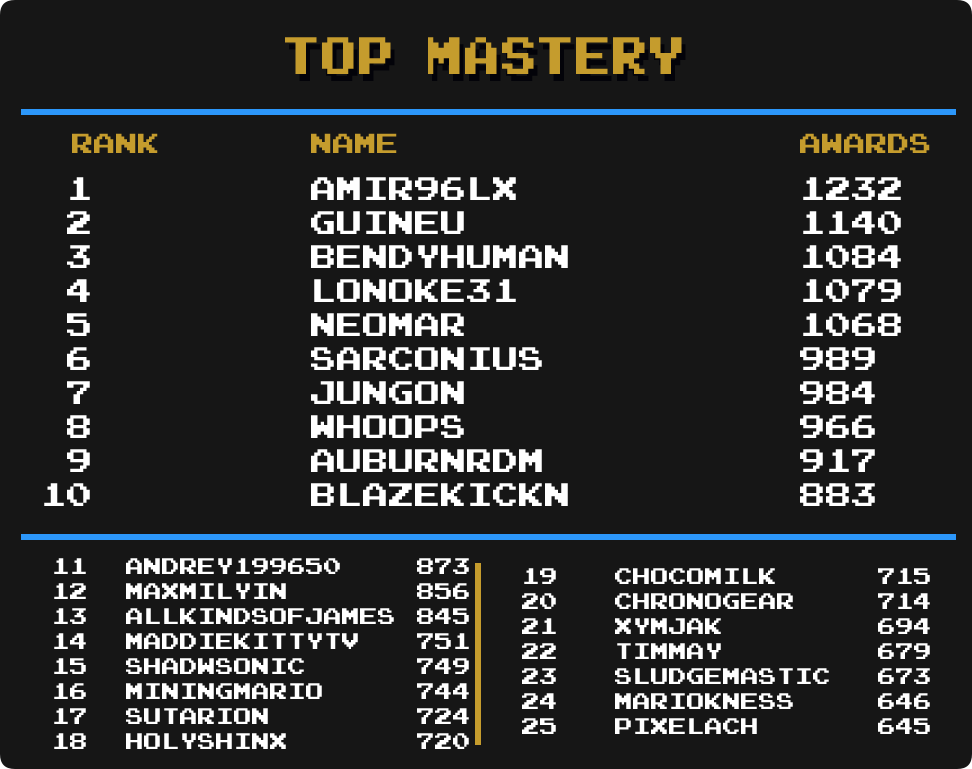 TOP MASTERY
RANK NAME AWARDS
1 AMIR96LX 1232
2 GUINEU 1140
3 BENDYHUMAN 1084
4 LONOKE31 1079
5 NEOMAR 1068
6 SARCONIUS 989
7 JUNGON 984
8 WHOOPS 966
9 AUBURNRDM 917
10 BLAZEKICKN 883
11 ANDREY199650 873
12 MAXMILYIN 856
13 ALLKINDSOFJAMES 845
14 MADDIEKITTYTV 751
15 SHADWSONIC 749
16 MININGMARIO 744
17 SUTARION 724
18 HOLYSHINX 720
19 CHOCOMILK 715
20 CHRONOGEAR 714
21 XYMJAK 694
22 TIMMAY 679
23 SLUDGEMASTIC 673
24 MARIOKNESS 646
25 PIXELACH 645